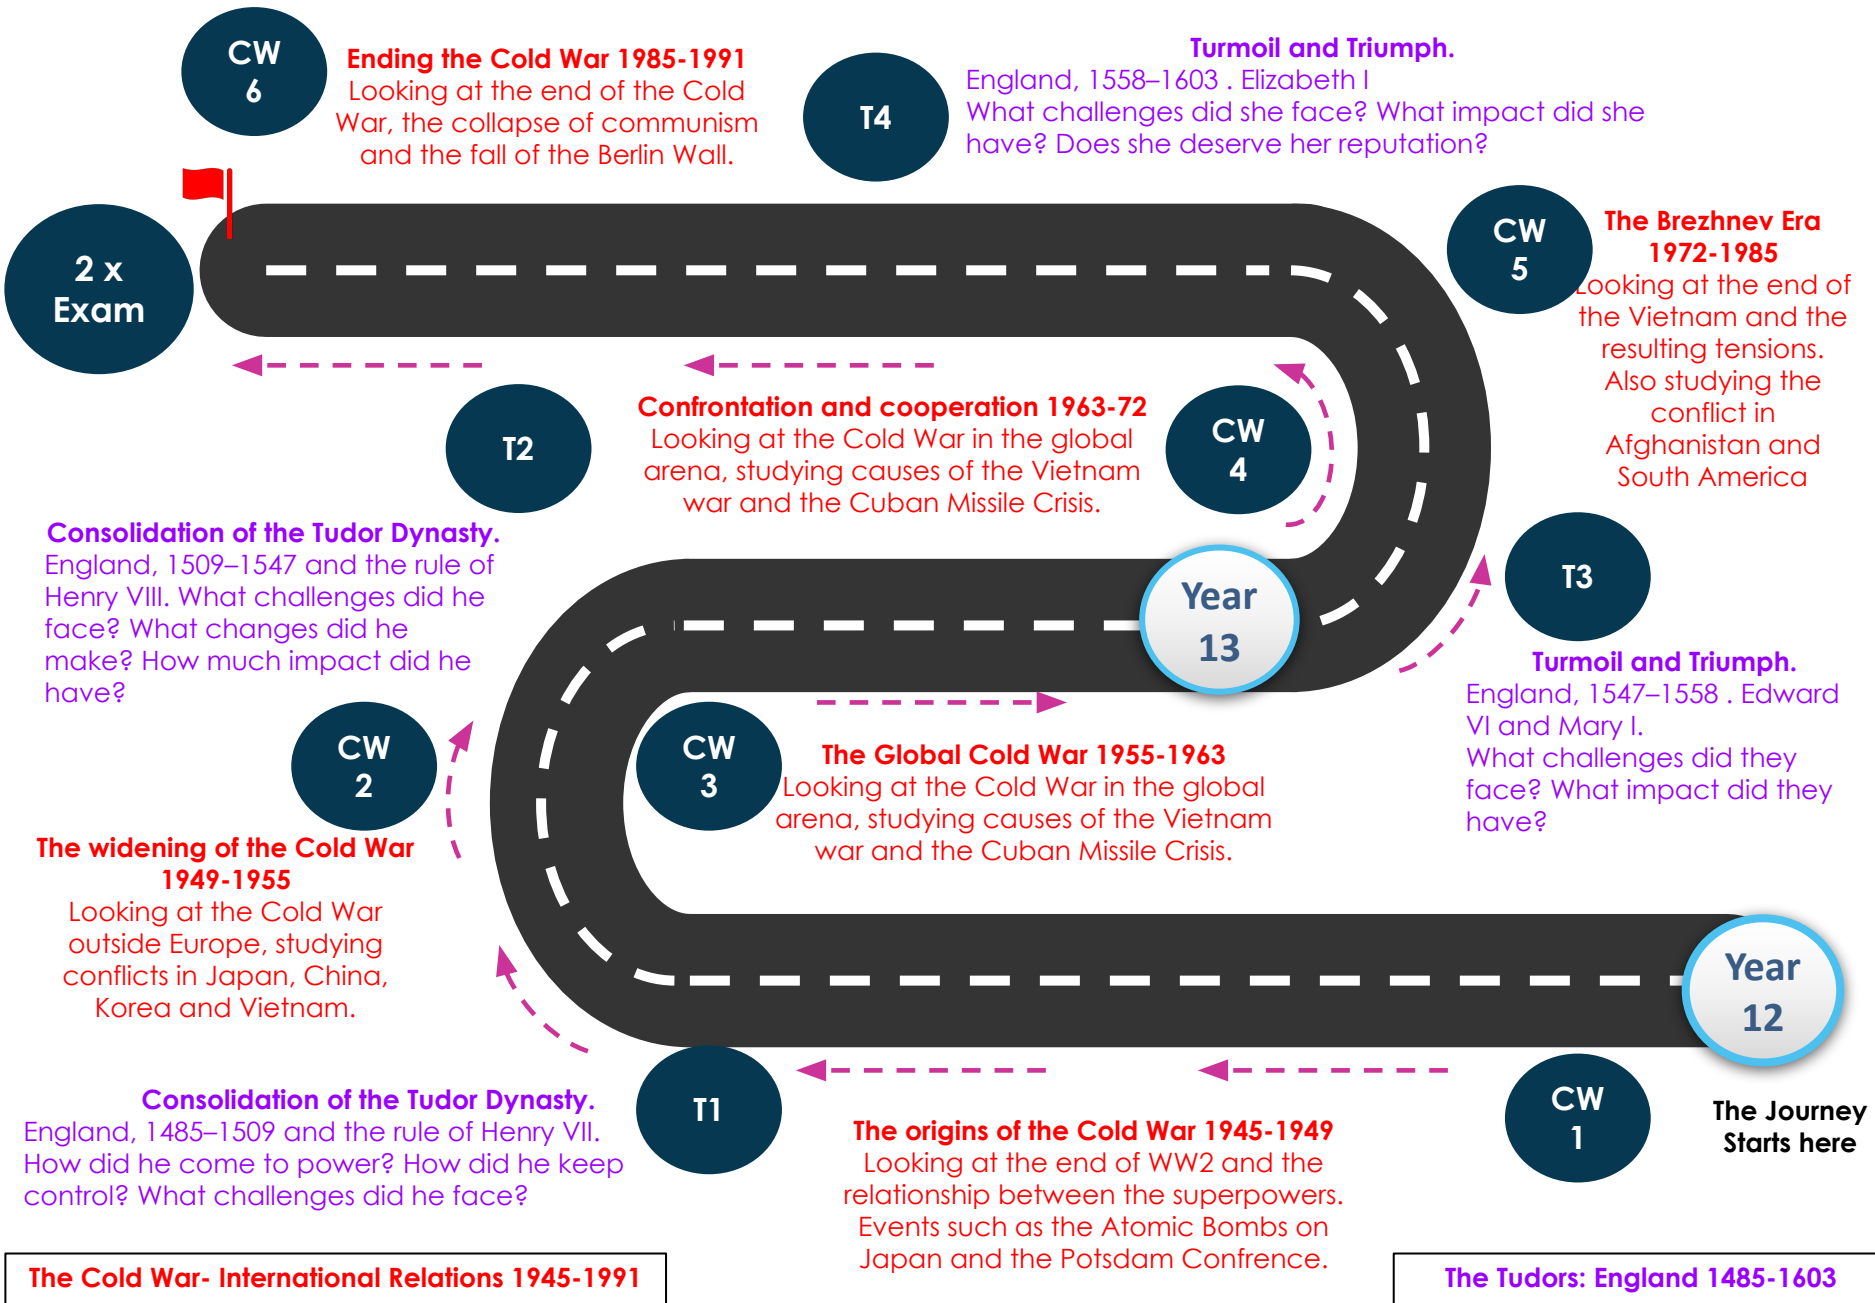 CW
6
Ending the Cold War 1985-1991
Looking at the end of the Cold
War, the collapse of communism
and the fall of the Berlin Wall.
T4
Turmoil and Triumph.
England, 1558–1603 . Elizabeth I
What challenges did she face? What impact did she
have? Does she deserve her reputation?
2 x
Exam
CW
5
The Brezhnev Era
1972-1985
Looking at the end of
the Vietnam and the
resulting tensions.
Also studying the
conflict in
Afghanistan and
South America
T2
Confrontation and cooperation 1963-72
Looking at the Cold War in the global
arena, studying causes of the Vietnam
war and the Cuban Missile Crisis.
CW
4
Consolidation of the Tudor Dynasty.
England, 1509–1547 and the rule of
Henry VIII. What challenges did he
face? What changes did he
make? How much impact did he
have?
Year
13
T3
Turmoil and Triumph.
England, 1547–1558 . Edward
VI and Mary I.
What challenges did they
face? What impact did they
have?
CW
2
CW
3
The Global Cold War 1955-1963
Looking at the Cold War in the global
arena, studying causes of the Vietnam
war and the Cuban Missile Crisis.
The widening of the Cold War
1949-1955
Looking at the Cold War
outside Europe, studying
conflicts in Japan, China,
Korea and Vietnam.
Year
12
Consolidation of the Tudor Dynasty.
England, 1485–1509 and the rule of Henry VII.
How did he come to power? How did he keep
control? What challenges did he face?
T1
The origins of the Cold War 1945-1949
Looking at the end of WW2 and the
relationship between the superpowers.
Events such as the Atomic Bombs on
Japan and the Potsdam Confrence.
CW
1
The Journey
Starts here
The Cold War- International Relations 1945-1991
The Tudors: England 1485-1603